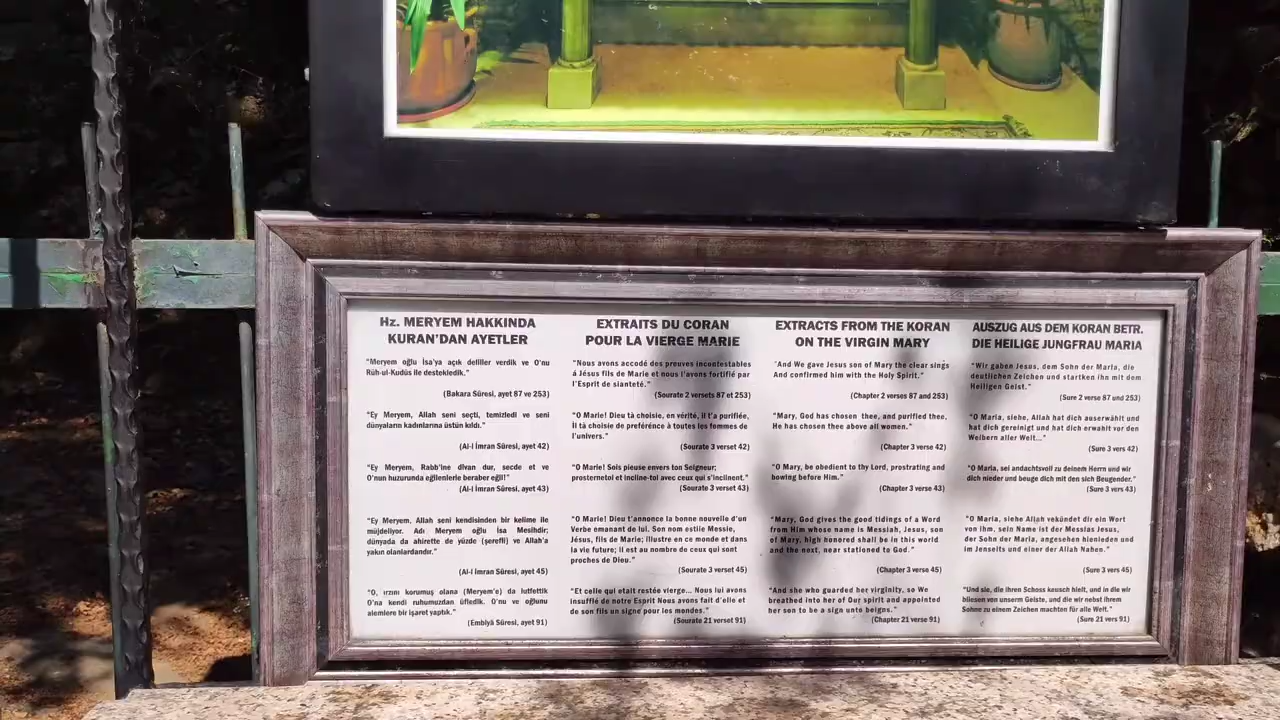 Hz. MERYEM HAKKINDA
KURAN'DAN AYETLER
"Meryem oğlu İsa'ya açık deliller verdik ve O'nu
Rüh-ul-Kudüs ile destekledik."
(Bakara Sûresi, ayet 87 ve 253)
"Ey Meryem, Allah seni seçti, temizledi ve seni
dünyaların kadınlarına üstün kıldı."
(Al-i İmran Sûresi, ayet 42)
"Ey Meryem, Rabb'ine divan dur, secde et ve
O'nun huzurunda eğilenlerle beraber eğil!"
(Al-i İmran Sûresi, ayet 43)
"Ey Meryem, Allah seni kendisinden bir kelime ile
müjdeliyor. Adı Meryem oğlu İsa Mesihdir;
dünyada da ahirette de yüzde (şerefli) ve Allah'a
yakın olanlardandır."
(Al-i İmran Sûresi, ayet 45)
"O, ırzını korumuş olana (Meryem'e) da lutfettik
O'na kendi ruhumuzdan üfledik. O'nu ve oğlunu
alemlere bir işaret yaptık."
(Embiyâ Sûresi, ayet 91)
EXTRAITS DU CORAN
POUR LA VIERGE MARIE
"Nous avons accodé des preuves incontestables
á Jésus fils de Marie et nous l'avons fortifié par
l'Esprit de sianteté."
(Sourate 2 versets 87 et 253)
"O Marie! Dieu tà choisie, en vérité, il t'a purifiée,
Il tà choisie de preférénce à toutes les femmes de
l'univers."
(Sourate 3 verset 42)
"O Marie! Sois pieuse envers ton Seigneur;
prosternetoi et incline-toi avec ceux qui s'inclinent."
(Sourate 3 verset 43)
"O Marie! Dieu t'annonce la bonne nouvelle d'un
Verbe emanant de lui. Son nom estile Messie,
Jésus, fils de Marie; illustre en ce monde et dans
la vie future; il est au nombre de ceux qui sont
proches de Dieu."
(Sourate 3 verset 45)
"Et celle qui etait restée vierge... Nous lui avons
insufflé de notre Esprit Nous avons fait d'elle et
de son fils un signe pour les mondes."
(Sourate 21 verset 91)
EXTRACTS FROM THE KORAN
ON THE VIRGIN MARY
"And We gave Jesus son of Mary the clear sings
And confirmed him with the Holy Spirit."
(Chapter 2 verses 87 and 253)
"Mary, God has chosen thee, and purified thee,
He has chosen thee above all women."
(Chapter 3 verse 42)
"O Mary, be obedient to thy Lord, prostrating and
bowing before Him."
(Chapter 3 verse 43)
"Mary, God gives the good tidings of a Word
from Him whose name is Messiah, Jesus, son
of Mary, high honored shall be in this world
and the next, near stationed to God."
(Chapter 3 verse 45)
"And she who guarded her virginity, so We
breathed into her of Our spirit and appointed
her son to be a sign unto beigns."
(Chapter 21 verse 91)
AUSZUG AUS DEM KORAN BETR.
DIE HEILIGE JUNGFRAU MARIA
"Wir gaben Jesus, dem Sohn der Maria, die
deutlichen Zeichen und startken ihn mit dem
Heiligen Geist."
(Sure 2 verse 87 und 253)
"O Maria, siehe, Allah hat dich auserwählt und
hat dich gereinigt und hat dich erwahlt vor den
Weibern aller Welt..."
(Sure 3 vers 42)
"O Maria, sei andachtsvoll zu deinem Herrn und wir
dich nieder und beuge dich mit den sich Beugender."
(Sure 3 vers 43)
"O Maria, siehe Allah vekündet dir ein Wort
von ihm, sein Name ist der Messias Jesus,
der Sohn der Maria, angesehen hienieden und
im Jenseits und einer der Allah Nahen."
(Sure 3 vers 45)
"Und sie, die ihren Schoss keusch hielt, und in die wir
bliesen von unserem Geiste, und die wir nebst ihrem
Sohne zu einem Zeichen machten für alle Welt."
(Sure 21 vers 91)